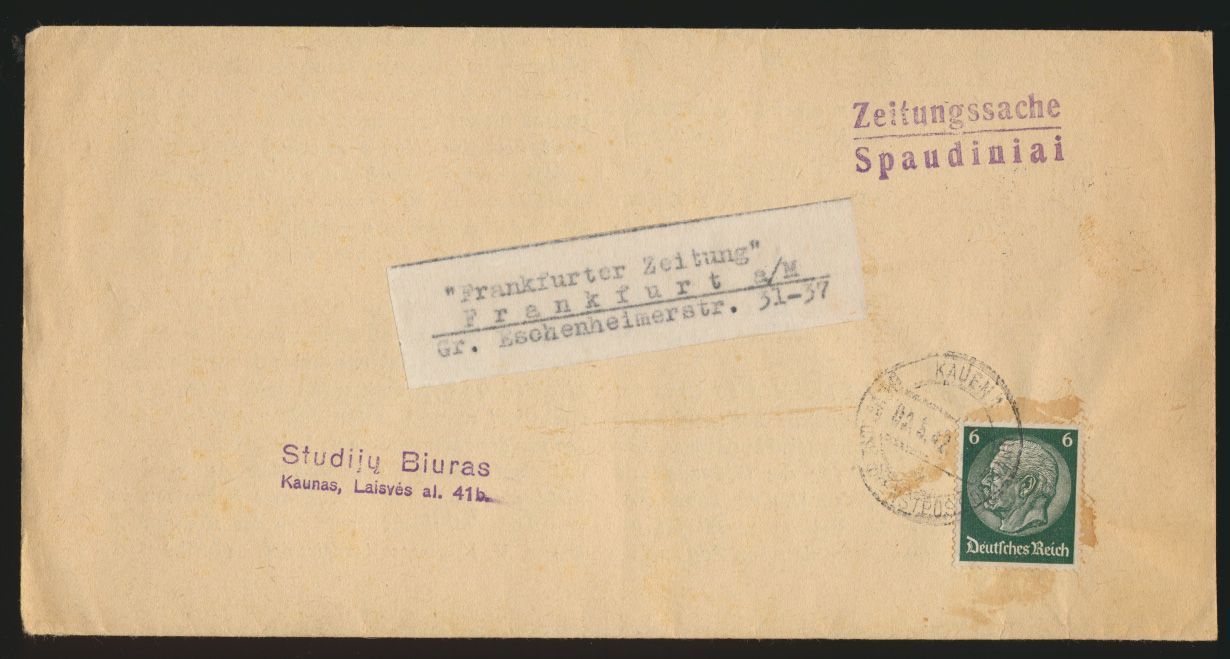 Zeitungssache
Spaudiniai
"Frankfurter Zeitung"
Frankfurt a/M
Gr. Eschenheimerstr. 31-37
Studijų Biuras
Kaunas, Laisvės al. 41b.
KAUEN 1
6 6
Deutſches Reich